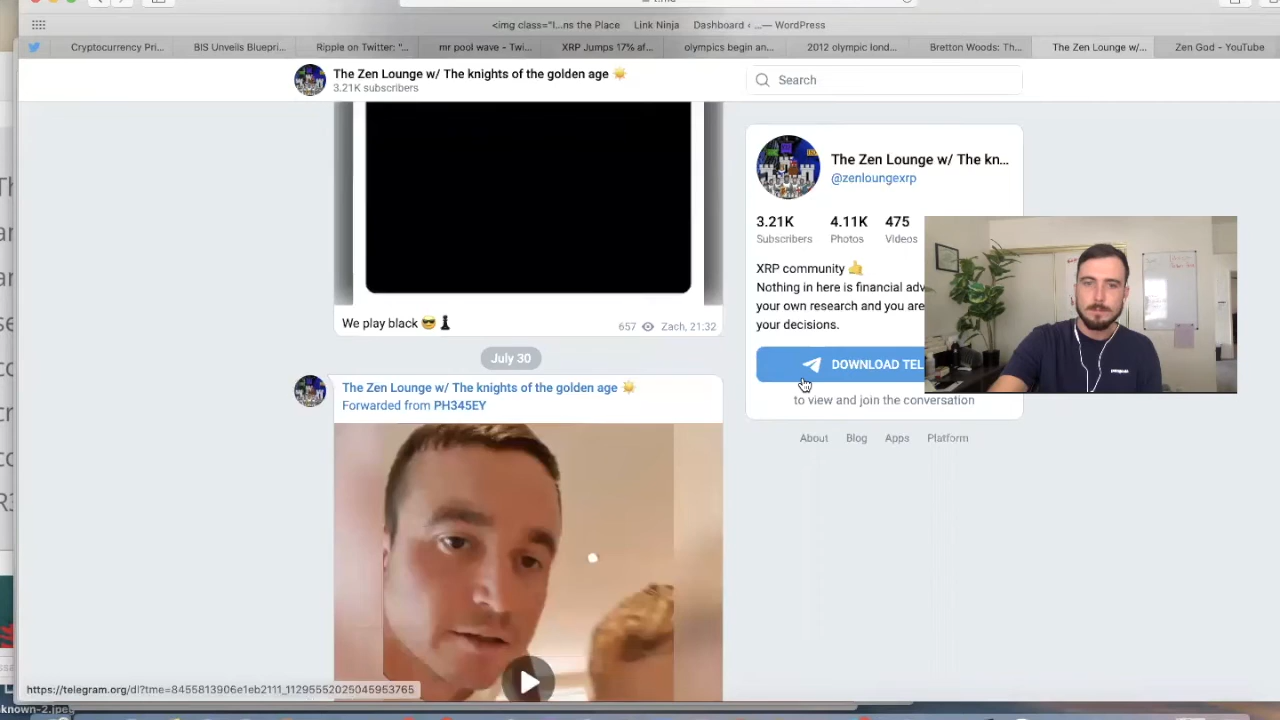 t.me
<img class="l...ns the Place Link Ninja Dashboard ‹ ... — WordPress
Cryptocurrency Pri... BIS Unveils Bluepri... Ripple on Twitter: "... mr pool wave - Twi... XRP Jumps 17% af... olympics begin an... 2012 olympic lond... Bretton Woods: Th... The Zen Lounge w/... Zen God - YouTube
The Zen Lounge w/ The knights of the golden age ☀️
3.21K subscribers
Search
We play black 😎♟️
657 Zach, 21:32
July 30
The Zen Lounge w/ The knights of the golden age ☀️
Forwarded from PH345EY
The Zen Lounge w/ The kn...
@zenloungexrp
3.21K 4.11K 475
Subscribers Photos Videos
XRP community 🤙
Nothing in here is financial adv
your own research and you are
your decisions.
DOWNLOAD TEL
to view and join the conversation
About Blog Apps Platform
https://telegram.org/dl?tme=8455813906e1eb2111_11295552025045953765
known-2.jpeg